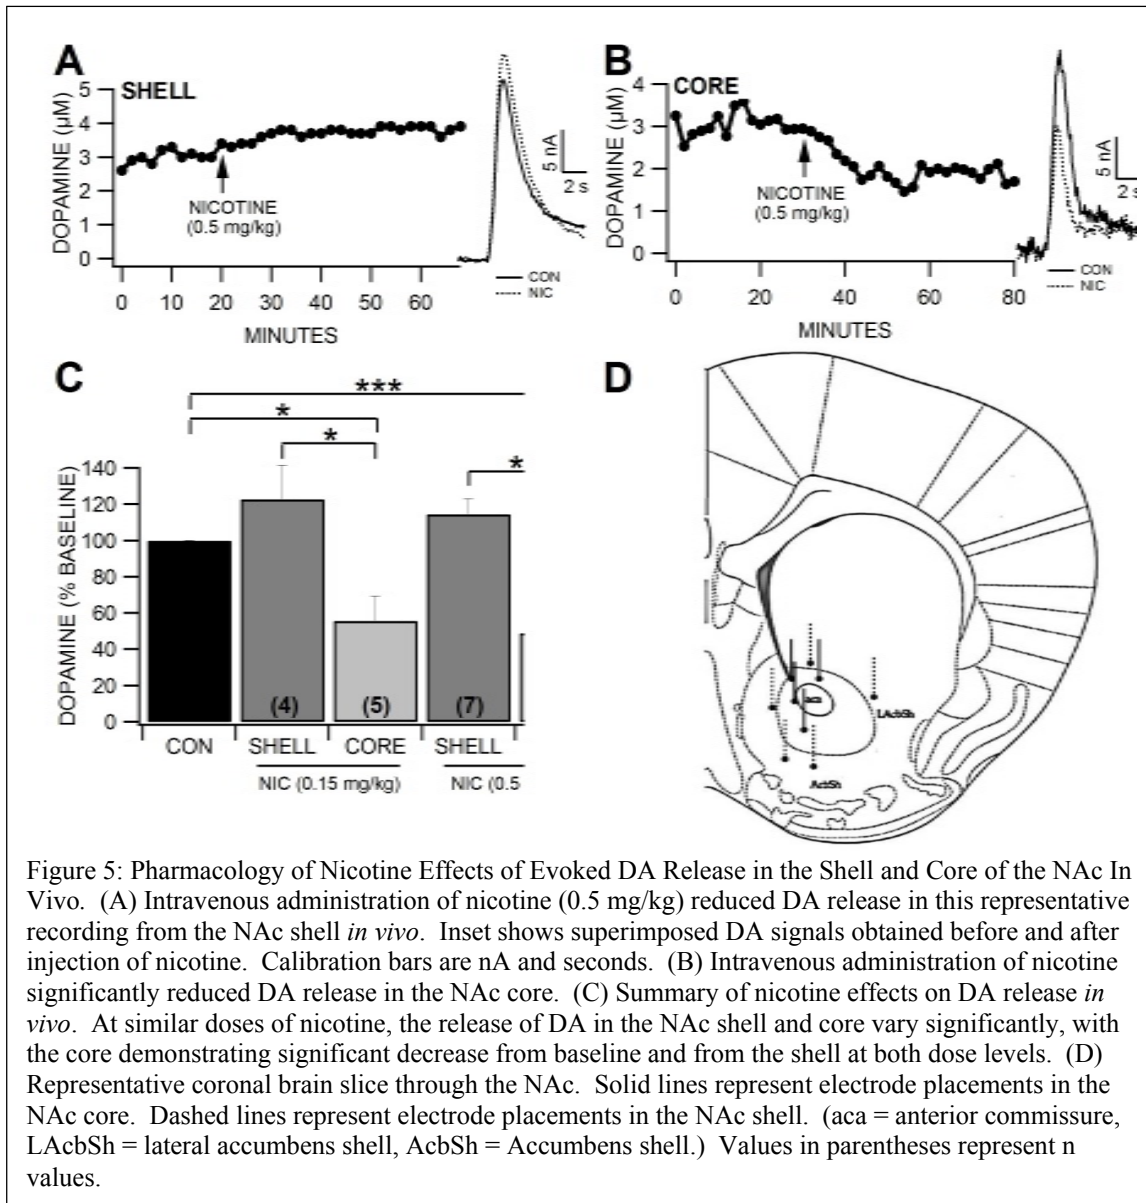 A
SHELL
DOPAMINE (µM)
5
4
3
2
1
0
NICOTINE
(0.5 mg/kg)
5 nA
2 s
CON
NIC
0 10 20 30 40 50 60
MINUTES
B
CORE
DOPAMINE (µM)
4
3
2
1
0
NICOTINE
(0.5 mg/kg)
5 nA
2 s
CON
NIC
0 20 40 60 80
MINUTES
C
***
*
*
*
DOPAMINE (% BASELINE)
140
120
100
80
60
40
20
0
(4) (5) (7)
CON SHELL CORE SHELL
NIC (0.15 mg/kg) NIC (0.5
D
aca
LAcbSh
AcbSh
Figure 5: Pharmacology of Nicotine Effects of Evoked DA Release in the Shell and Core of the NAc In
Vivo. (A) Intravenous administration of nicotine (0.5 mg/kg) reduced DA release in this representative
recording from the NAc shell in vivo. Inset shows superimposed DA signals obtained before and after
injection of nicotine. Calibration bars are nA and seconds. (B) Intravenous administration of nicotine
significantly reduced DA release in the NAc core. (C) Summary of nicotine effects on DA release in
vivo. At similar doses of nicotine, the release of DA in the NAc shell and core vary significantly, with
the core demonstrating significant decrease from baseline and from the shell at both dose levels. (D)
Representative coronal brain slice through the NAc. Solid lines represent electrode placements in the
NAc core. Dashed lines represent electrode placements in the NAc shell. (aca = anterior commissure,
LAcbSh = lateral accumbens shell, AcbSh = Accumbens shell.) Values in parentheses represent n
values.